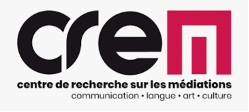 crem
centre de recherche sur les médiations
communication • langue • art • culture